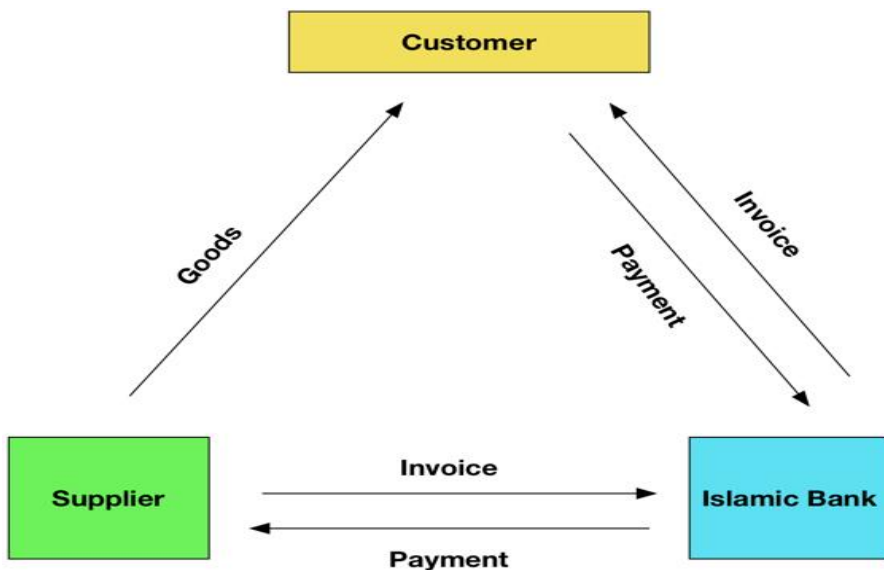 Customer
Goods
Payment
Invoice
Supplier
Invoice
Payment
Islamic Bank